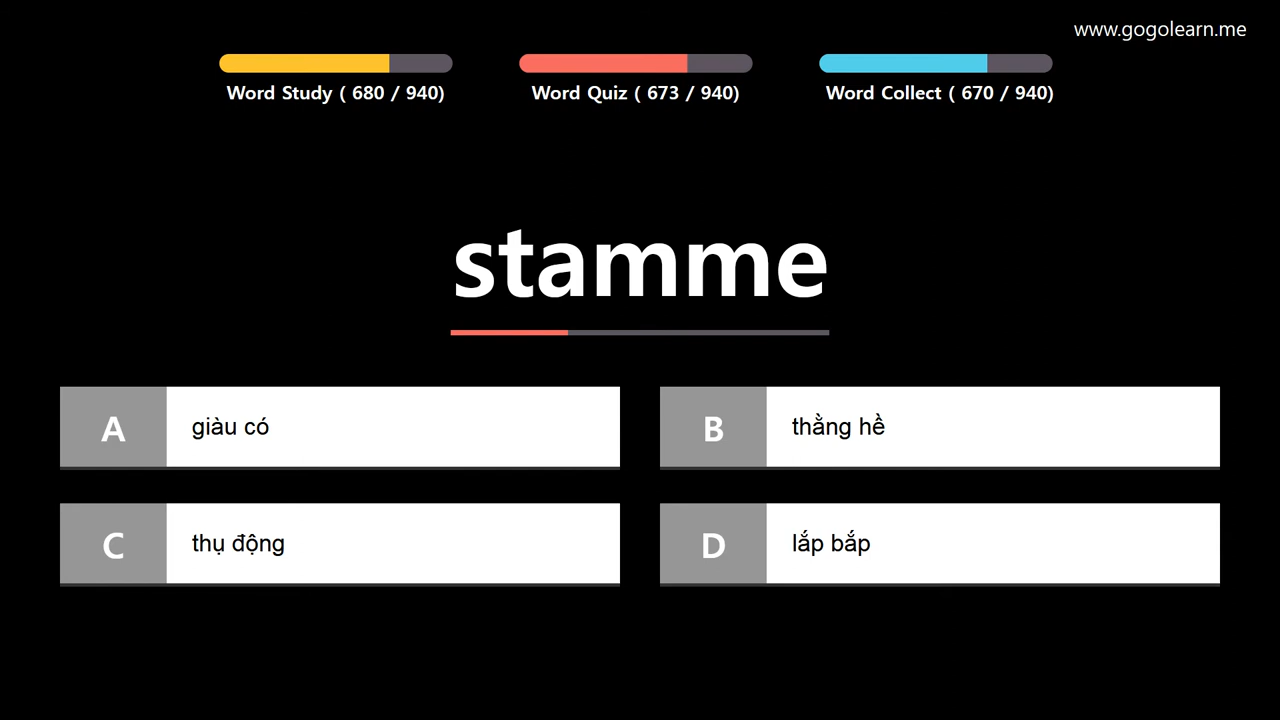 www.gogolearn.me
Word Study ( 680 / 940)
Word Quiz ( 673 / 940)
Word Collect ( 670 / 940)
stamme
A
giàu có
B
thằng hề
C
thụ động
D
lắp bắp